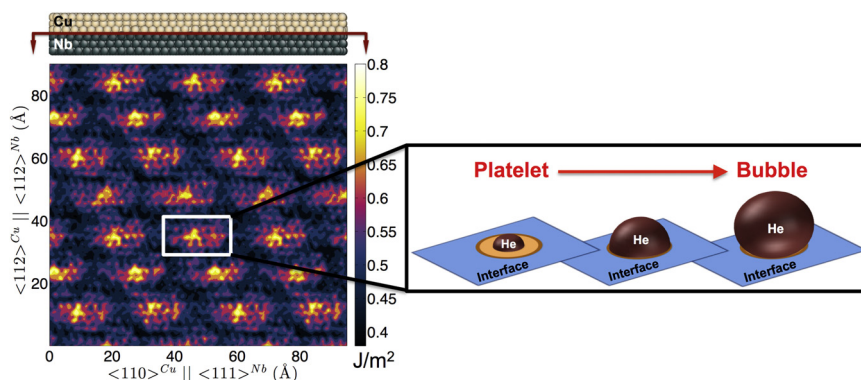 Cu
Nb
<112>^Cu || <112>^Nb (Å)
80
60
40
20
0
20
40
60
80
<110>^Cu || <111>^Nb (Å)
0.8
0.75
0.7
0.65
0.6
0.55
0.5
0.45
0.4
J/m²
Platelet
Bubble
He
Interface
He
Interface
He
Interface